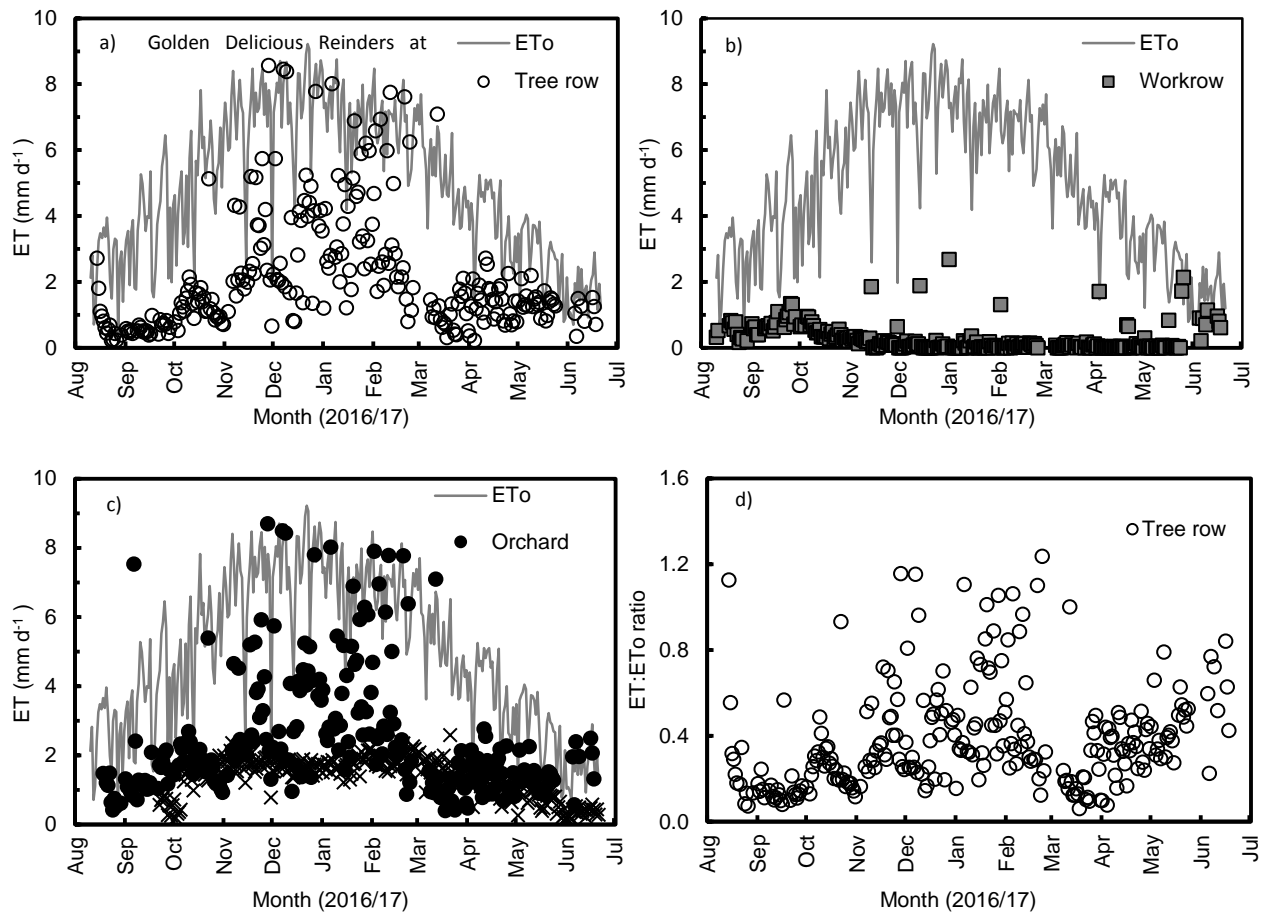 a) Golden Delicious Reinders at
ETo
Tree row
ET (mm d-1)
10
8
6
4
2
0
Aug Sep Oct Nov Dec Jan Feb Mar Apr May Jun Jul
Month (2016/17)
b)
ETo
Workrow
ET (mm d-1)
10
8
6
4
2
0
Aug Sep Oct Nov Dec Jan Feb Mar Apr May Jun Jul
Month (2016/17)
c)
ETo
Orchard
ET (mm d-1)
10
8
6
4
2
0
Aug Sep Oct Nov Dec Jan Feb Mar Apr May Jun Jul
Month (2016/17)
d)
Tree row
ET:ETo ratio
1.6
1.2
0.8
0.4
0.0
Aug Sep Oct Nov Dec Jan Feb Mar Apr May Jun Jul
Month (2016/17)